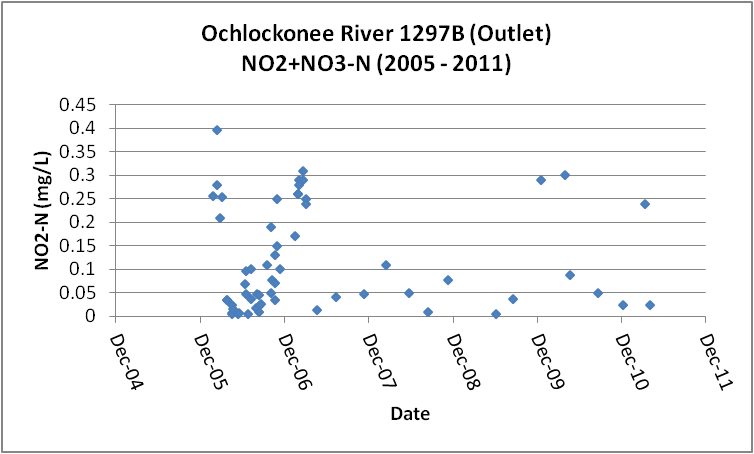 Ochlockonee River 1297B (Outlet)
NO2+NO3-N (2005 - 2011)
NO2-N (mg/L)
0.45
0.4
0.35
0.3
0.25
0.2
0.15
0.1
0.05
0
Dec-04
Dec-05
Dec-06
Dec-07
Dec-08
Dec-09
Dec-10
Dec-11
Date